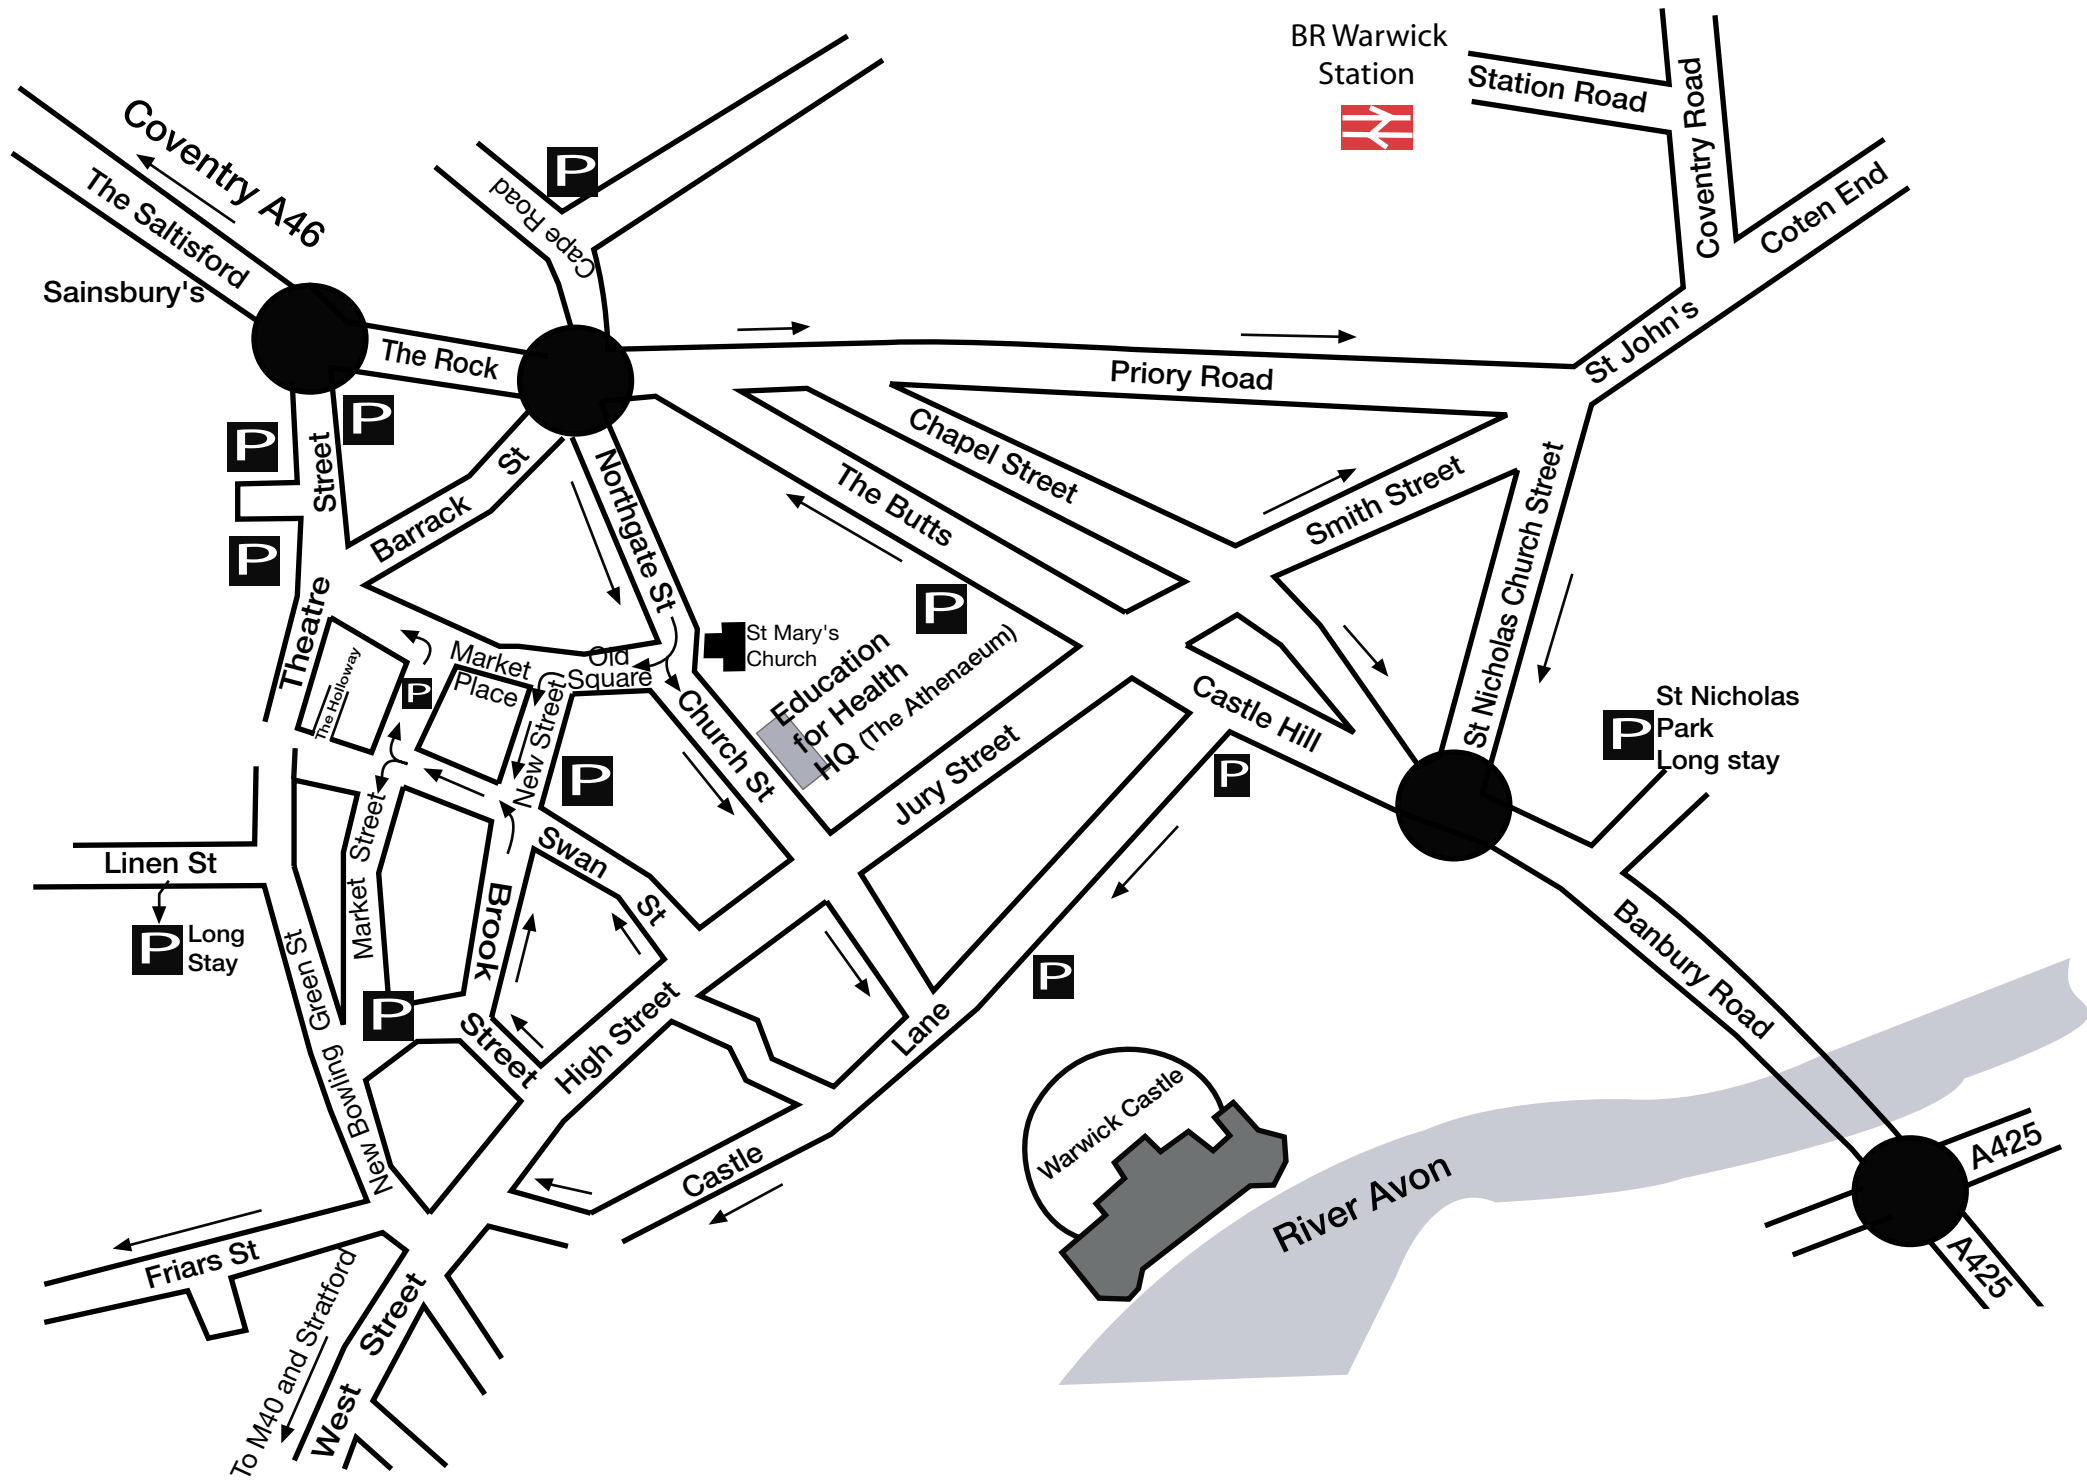 BR Warwick
Station
Station Road
Coventry Road
Coten End
Coventry A46
The Saltisford
Sainsbury's
Cape Road
P
The Rock
Priory Road
St John's
P
P
P
Theatre Street
Barrack St
Northgate St
The Butts
Chapel Street
Smith Street
St Nicholas Church Street
P
St Mary's
Church
Education
for Health
HQ (The Athenaeum)
Market
Place
Old
Square
The Holloway
P
New Street
Church St
P
Jury Street
Castle Hill
P
P
St Nicholas
Park
Long stay
Linen St
P
Long
Stay
Market Street
Swan St
Brook Street
P
New Bowling Green St
High Street
Castle Lane
P
Banbury Road
Warwick Castle
River Avon
A425
A425
Friars St
To M40 and Stratford
West Street